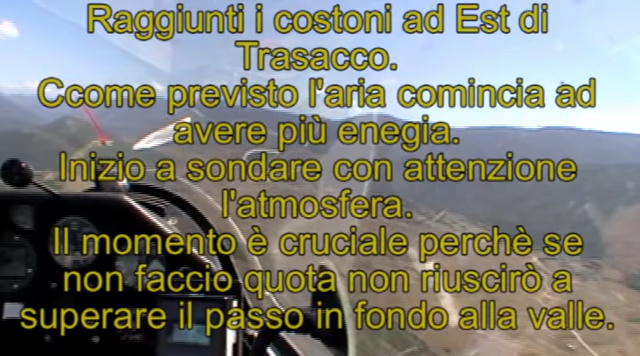 Raggiunti i costoni ad Est di
Trasacco.
Ccome previsto l'aria comincia ad
avere più enegia.
Inizio a sondare con attenzione
l'atmosfera.
Il momento è cruciale perchè se
non faccio quota non riuscirò a
superare il passo in fondo alla valle.